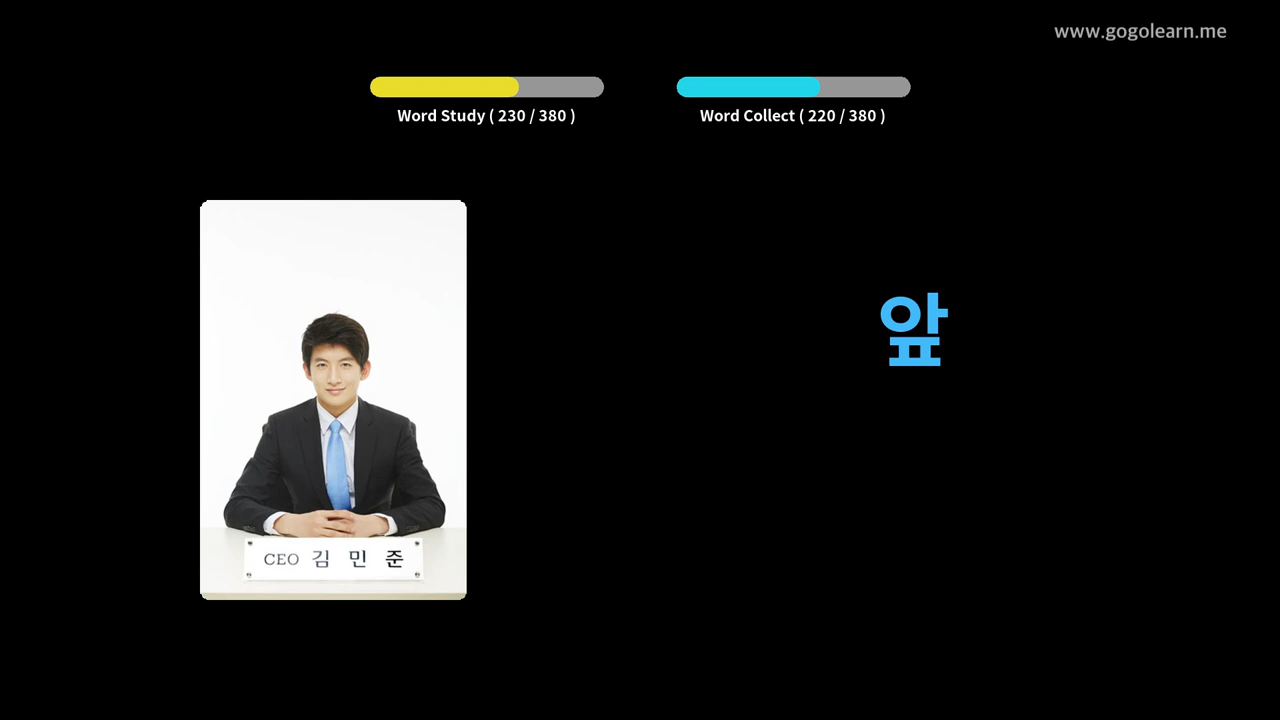 www.gogolearn.me
Word Study ( 230 / 380 )
Word Collect ( 220 / 380 )
앞
CEO 김 민 준